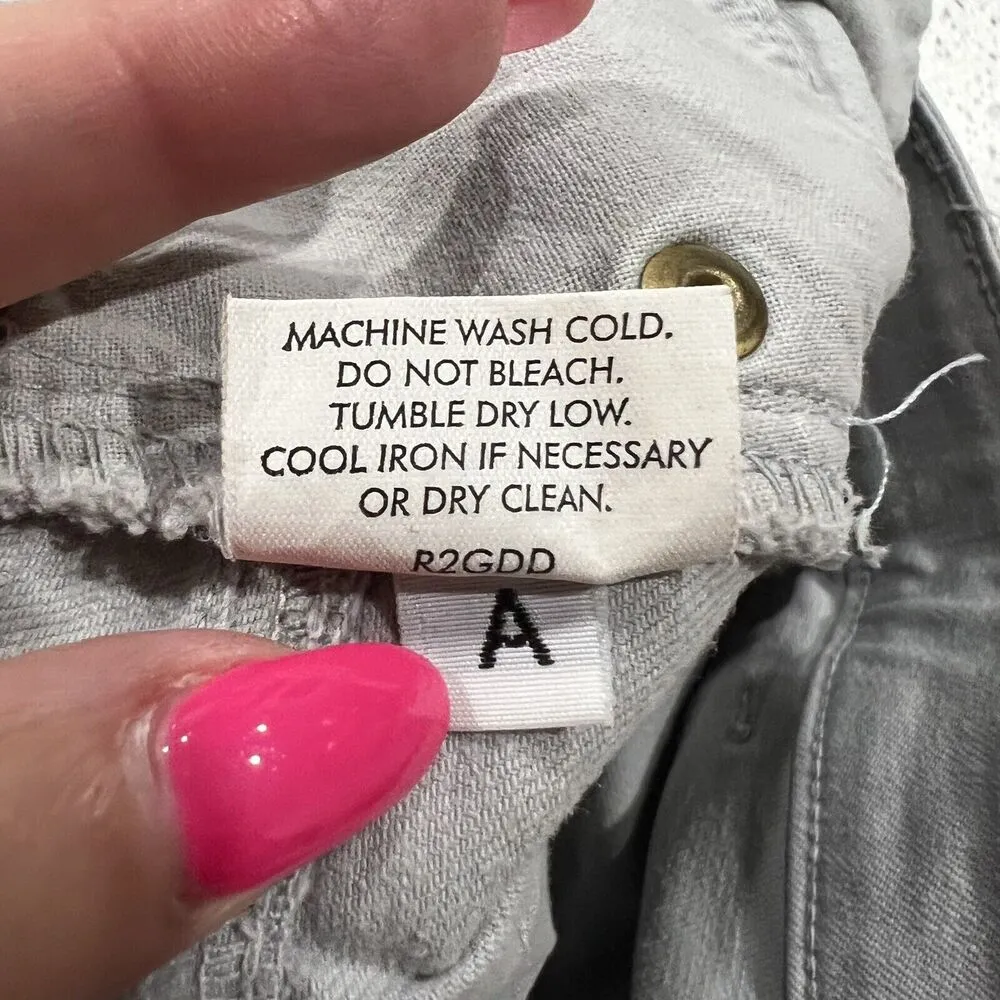 MACHINE WASH COLD.
DO NOT BLEACH.
TUMBLE DRY LOW.
COOL IRON IF NECESSARY
OR DRY CLEAN.
R2GDD
A